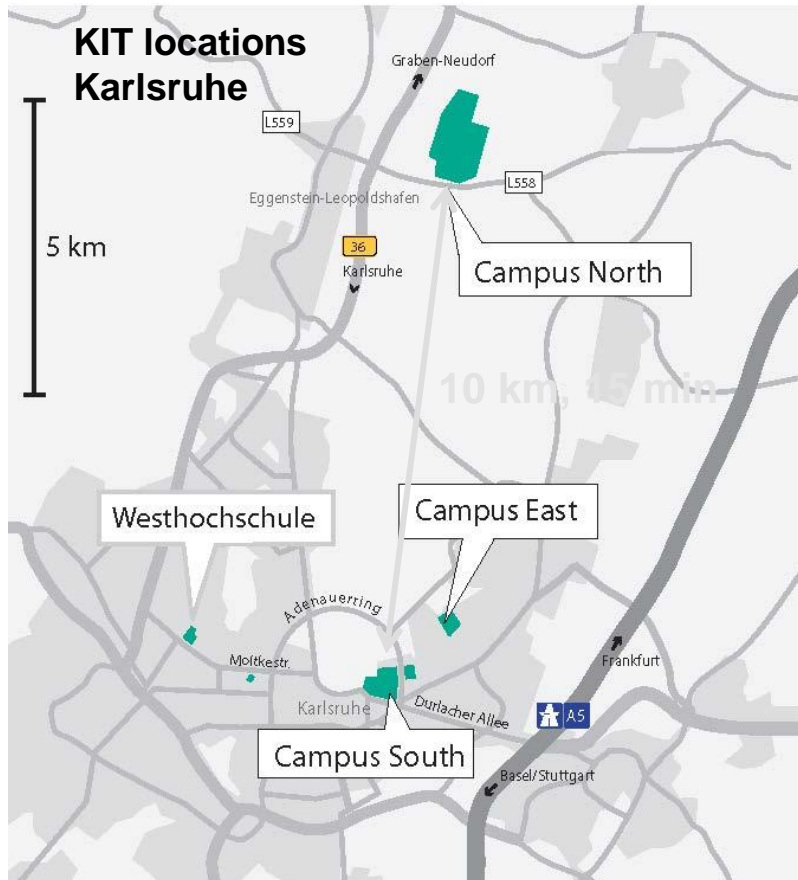 KIT locations
Karlsruhe
Graben-Neudorf
L559
L558
Eggenstein-Leopoldshafen
5 km
36
Karlsruhe
Campus North
10 km, 15 min
Westhochschule
Campus East
Adenauerring
Moltkestr.
Frankfurt
Karlsruhe
Durlacher Allee
A5
Campus South
Basel/Stuttgart